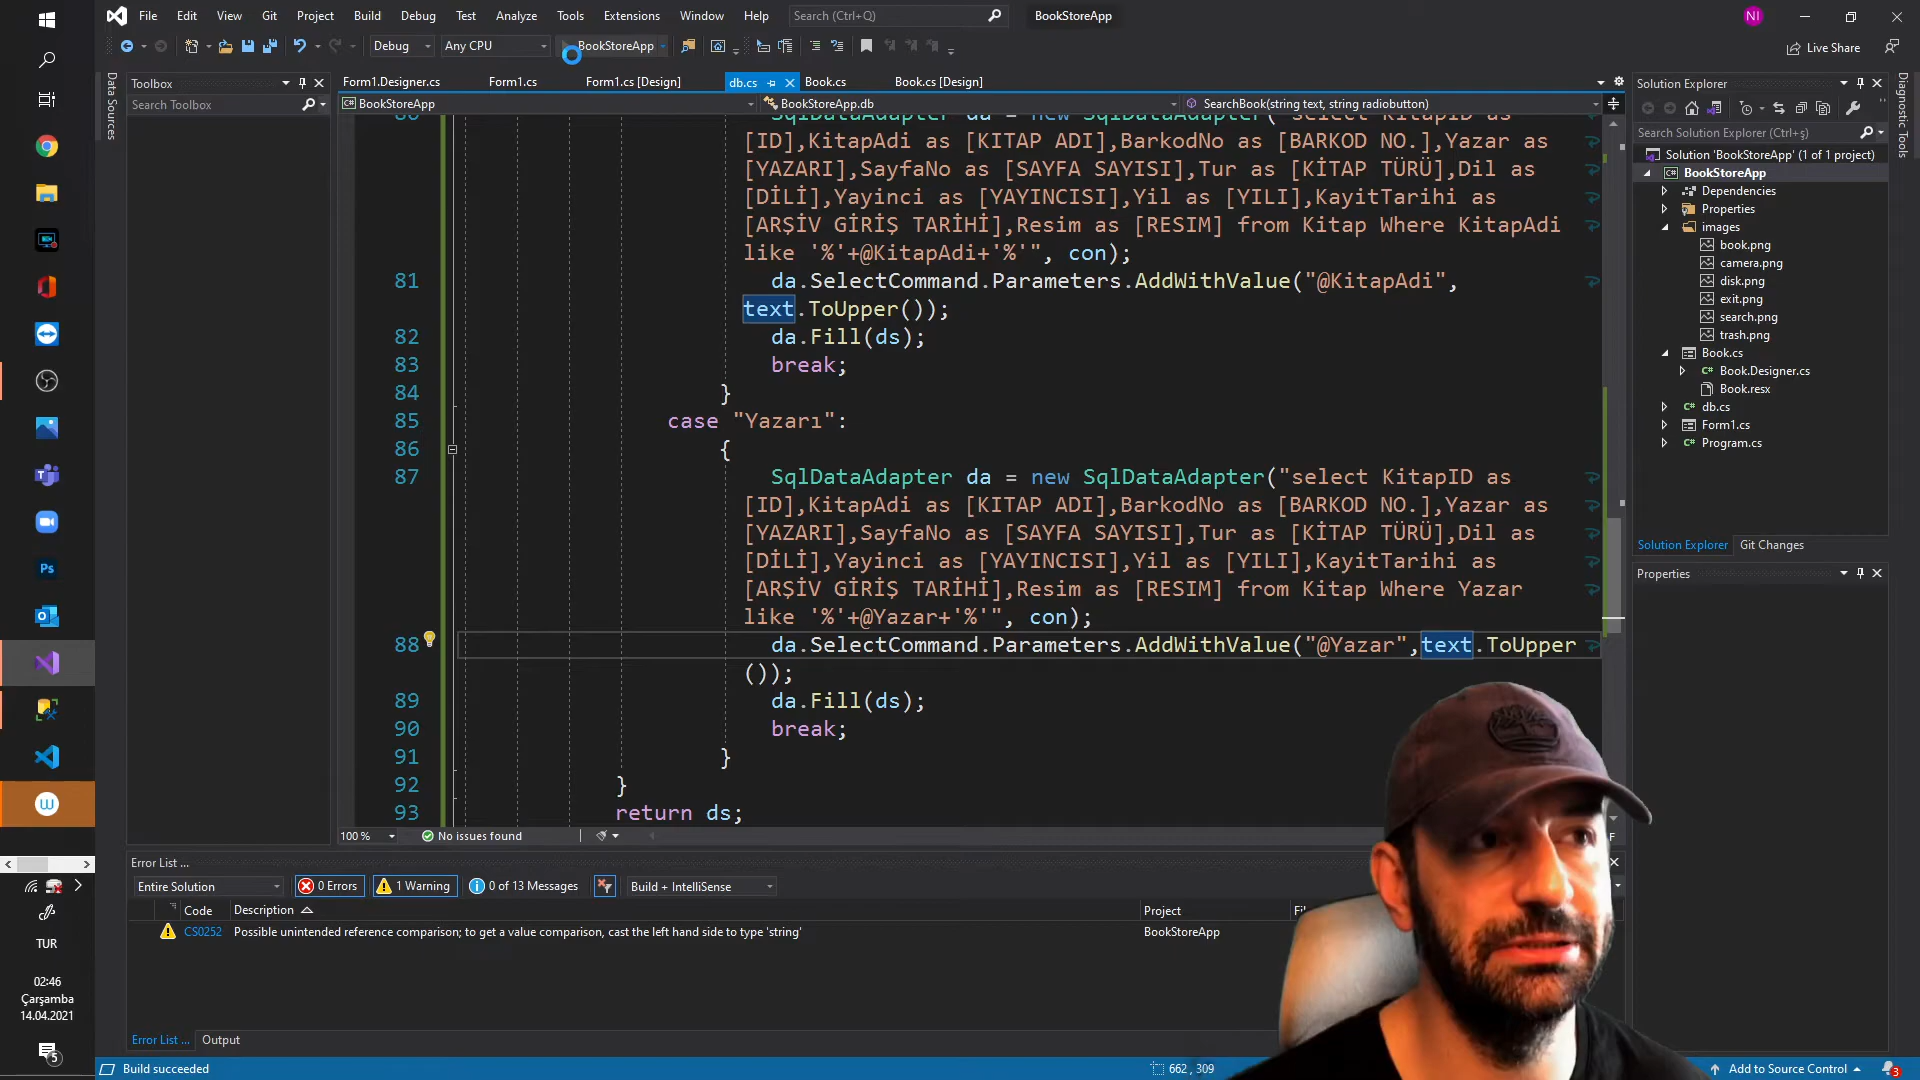 File Edit View Git Project Build Debug Test Analyze Tools Extensions Window Help Search (Ctrl+Q) BookStoreApp NI
Debug Any CPU BookStoreApp Live Share
Data Sources
Toolbox
Search Toolbox
Form1.Designer.cs Form1.cs Form1.cs [Design] db.cs Book.cs Book.cs [Design]
BookStoreApp BookStoreApp.db SearchBook(string text, string radiobutton)
80 SqlDataAdapter da = new SqlDataAdapter("select KitapID as
[ID],KitapAdi as [KITAP ADI],BarkodNo as [BARKOD NO.],Yazar as
[YAZARI],SayfaNo as [SAYFA SAYISI],Tur as [KİTAP TÜRÜ],Dil as
[DİLİ],Yayinci as [YAYINCISI],Yil as [YILI],KayitTarihi as
[ARŞİV GİRİŞ TARİHİ],Resim as [RESIM] from Kitap Where KitapAdi
like '%'+@KitapAdi+'%'", con);
81 da.SelectCommand.Parameters.AddWithValue("@KitapAdi",
text.ToUpper());
82 da.Fill(ds);
83 break;
84 }
85 case "Yazarı":
86 {
87 SqlDataAdapter da = new SqlDataAdapter("select KitapID as
[ID],KitapAdi as [KITAP ADI],BarkodNo as [BARKOD NO.],Yazar as
[YAZARI],SayfaNo as [SAYFA SAYISI],Tur as [KİTAP TÜRÜ],Dil as
[DİLİ],Yayinci as [YAYINCISI],Yil as [YILI],KayitTarihi as
[ARŞİV GİRİŞ TARİHİ],Resim as [RESIM] from Kitap Where Yazar
like '%'+@Yazar+'%'", con);
88 da.SelectCommand.Parameters.AddWithValue("@Yazar",text.ToUpper
());
89 da.Fill(ds);
90 break;
91 }
92 }
93 return ds;
100 % No issues found
Error List ...
Entire Solution 0 Errors 1 Warning 0 of 13 Messages Build + IntelliSense
Code Description Project
CS0252 Possible unintended reference comparison; to get a value comparison, cast the left hand side to type 'string' BookStoreApp
Error List ... Output
Build succeeded 662 , 309 Add to Source Control 3
Solution Explorer
Search Solution Explorer (Ctrl+ş)
Solution 'BookStoreApp' (1 of 1 project)
BookStoreApp
Dependencies
Properties
images
book.png
camera.png
disk.png
exit.png
search.png
trash.png
Book.cs
Book.Designer.cs
Book.resx
db.cs
Form1.cs
Program.cs
Solution Explorer Git Changes
Properties
Diagnostic Tools
Ps
TUR
02:46
Çarşamba
14.04.2021
5